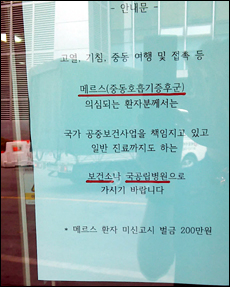 - 안내문 -
고열, 기침, 중동 여행 및 접촉 등
메르스(중동호흡기증후군)
의심되는 환자분께서는
국가 공중보건사업을 책임지고 있고
일반 진료까지도 하는
보건소나 국공립병원으로
가시기 바랍니다
* 메르스 환자 미신고시 벌금 200만원